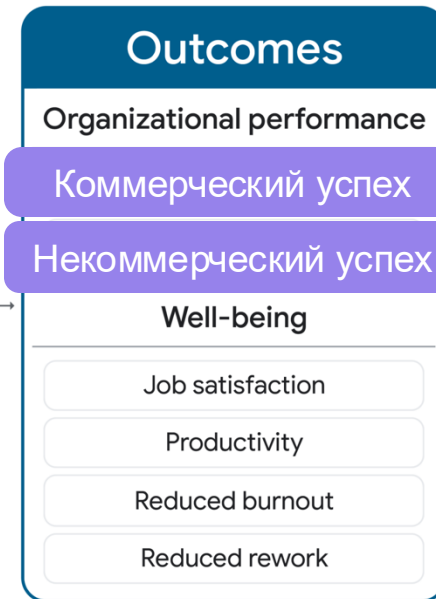 Outcomes
Organizational performance
Коммерческий успех
Некоммерческий успех
Well-being
Job satisfaction
Productivity
Reduced burnout
Reduced rework